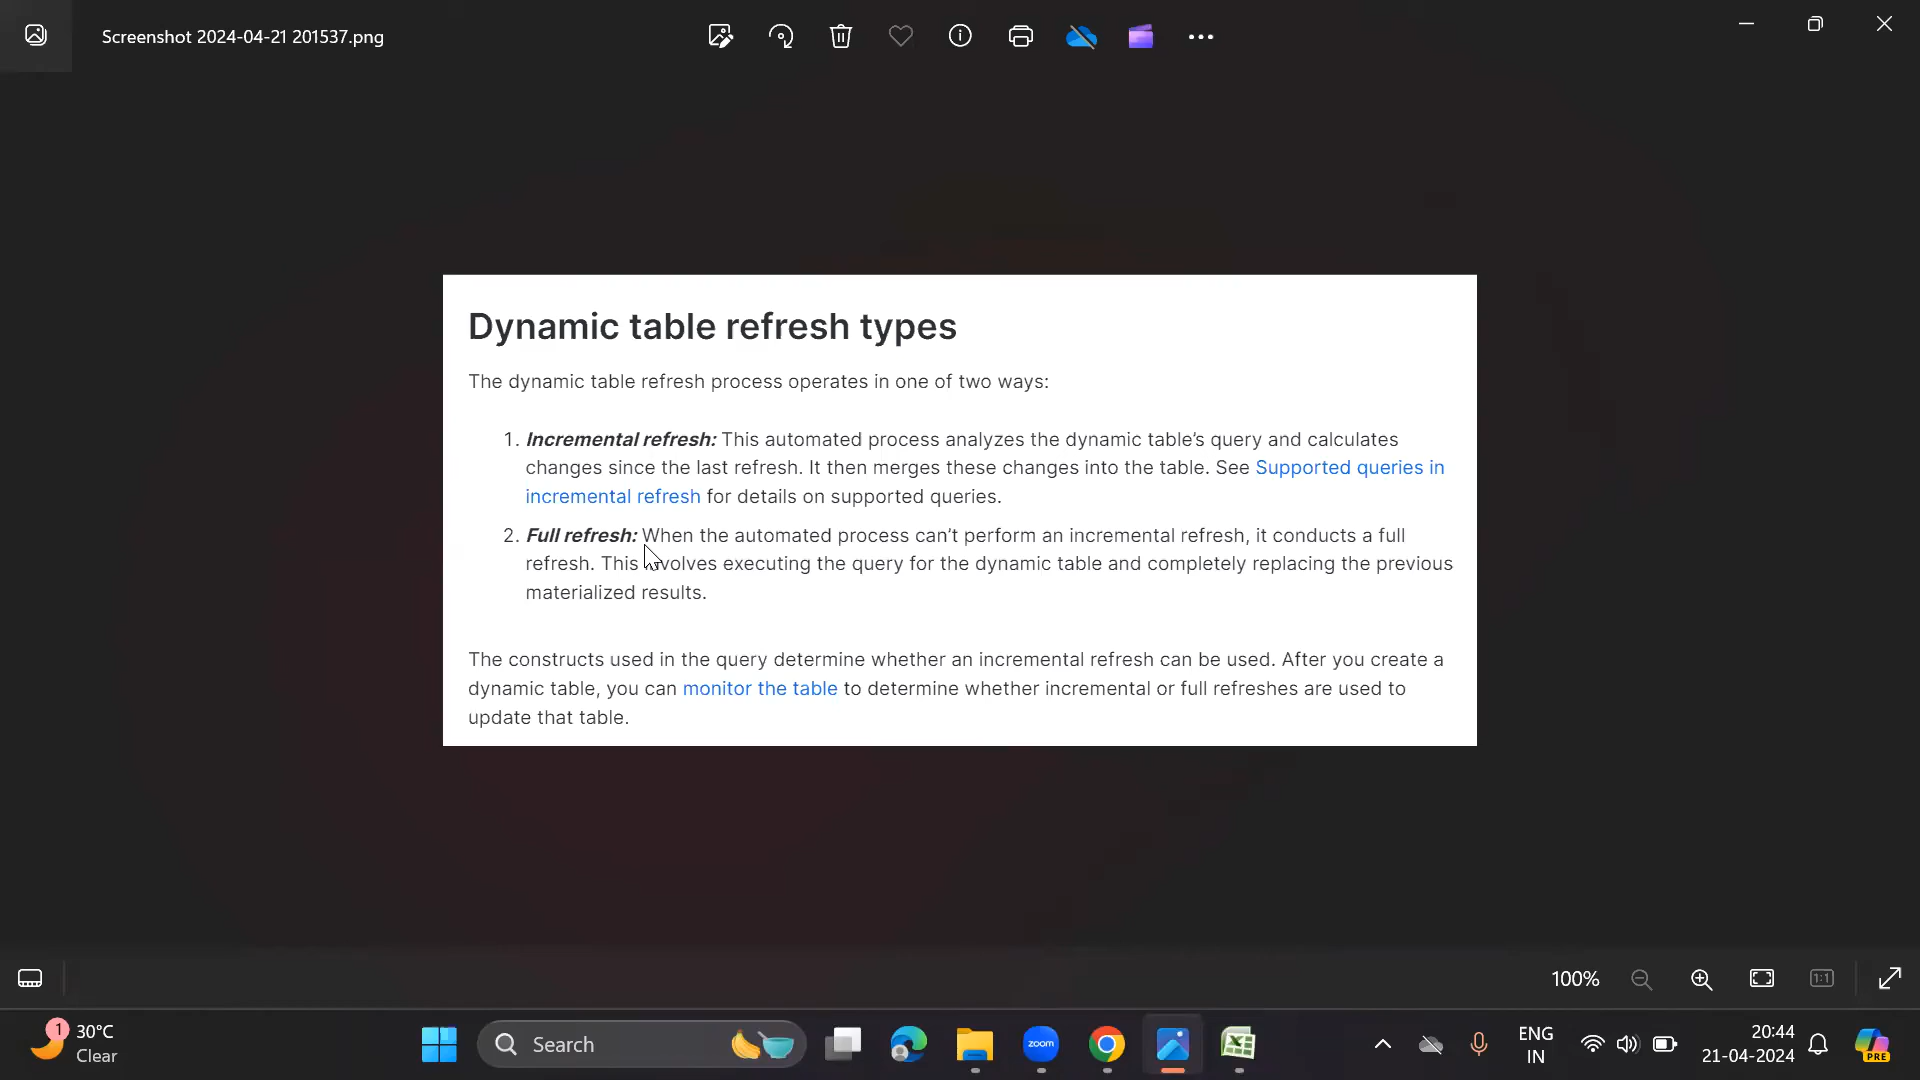 Screenshot 2024-04-21 201537.png
Dynamic table refresh types
The dynamic table refresh process operates in one of two ways:
1. Incremental refresh: This automated process analyzes the dynamic table's query and calculates
changes since the last refresh. It then merges these changes into the table. See Supported queries in
incremental refresh for details on supported queries.
2. Full refresh: When the automated process can't perform an incremental refresh, it conducts a full
refresh. This involves executing the query for the dynamic table and completely replacing the previous
materialized results.
The constructs used in the query determine whether an incremental refresh can be used. After you create a
dynamic table, you can monitor the table to determine whether incremental or full refreshes are used to
update that table.
100%
1:1
1
30°C
Clear
Search
zoom
ENG
IN
20:44
21-04-2024
PRE